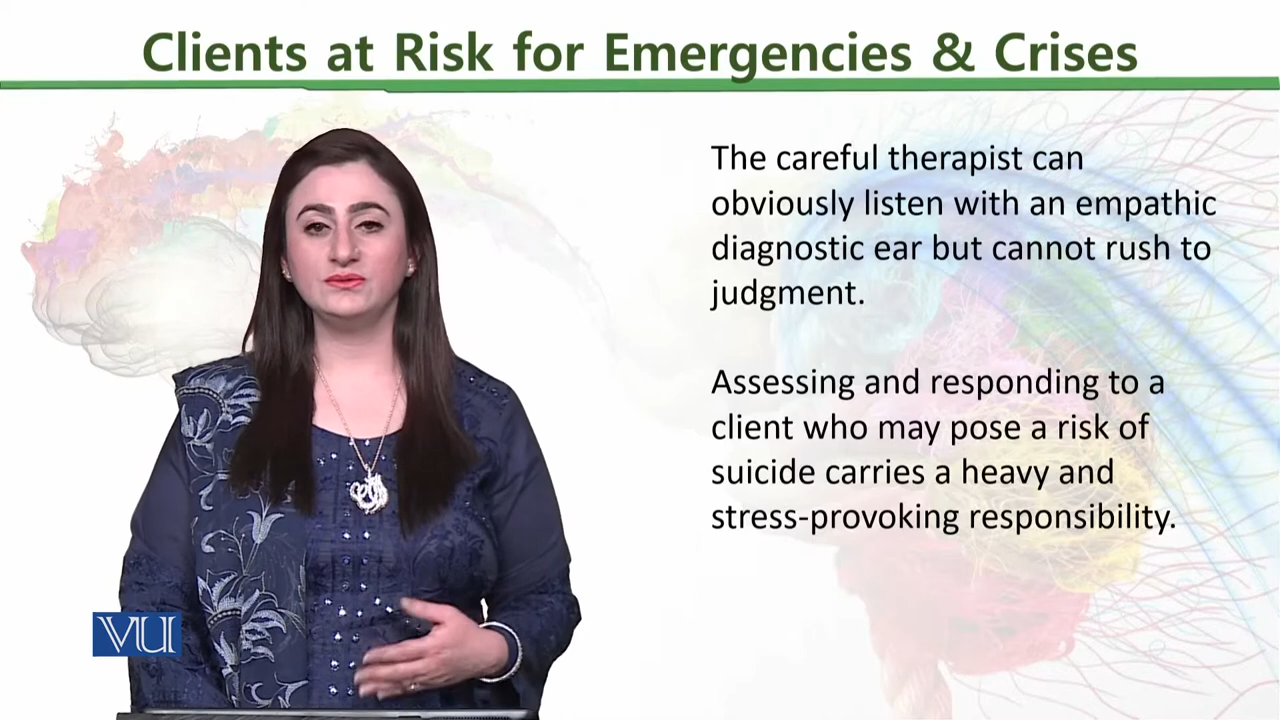 Clients at Risk for Emergencies & Crises
The careful therapist can
obviously listen with an empathic
diagnostic ear but cannot rush to
judgment.
Assessing and responding to a
client who may pose a risk of
suicide carries a heavy and
stress-provoking responsibility.
VU